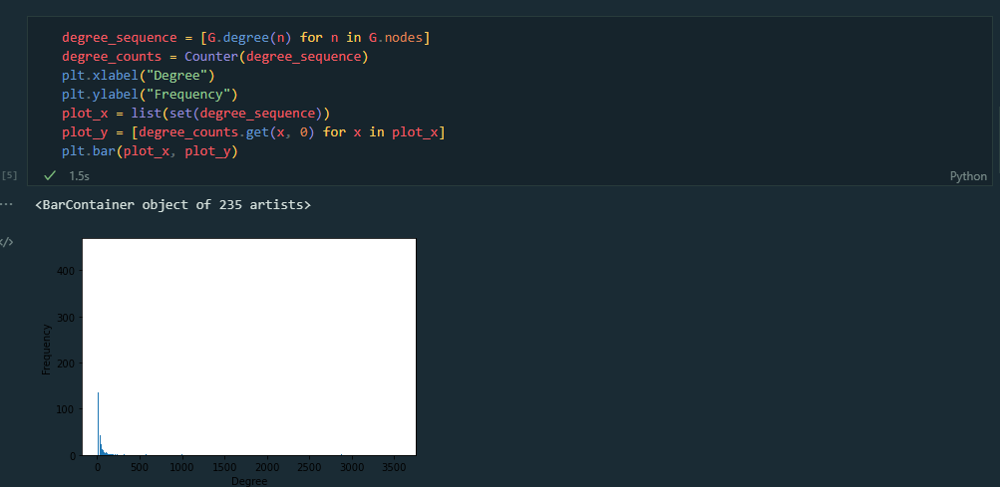 degree_sequence = [G.degree(n) for n in G.nodes]
degree_counts = Counter(degree_sequence)
plt.xlabel("Degree")
plt.ylabel("Frequency")
plot_x = list(set(degree_sequence))
plot_y = [degree_counts.get(x, 0) for x in plot_x]
plt.bar(plot_x, plot_y)
[5] 1.5s Python
<BarContainer object of 235 artists>
400
300
200
100
0
Frequency
0 500 1000 1500 2000 2500 3000 3500
Degree